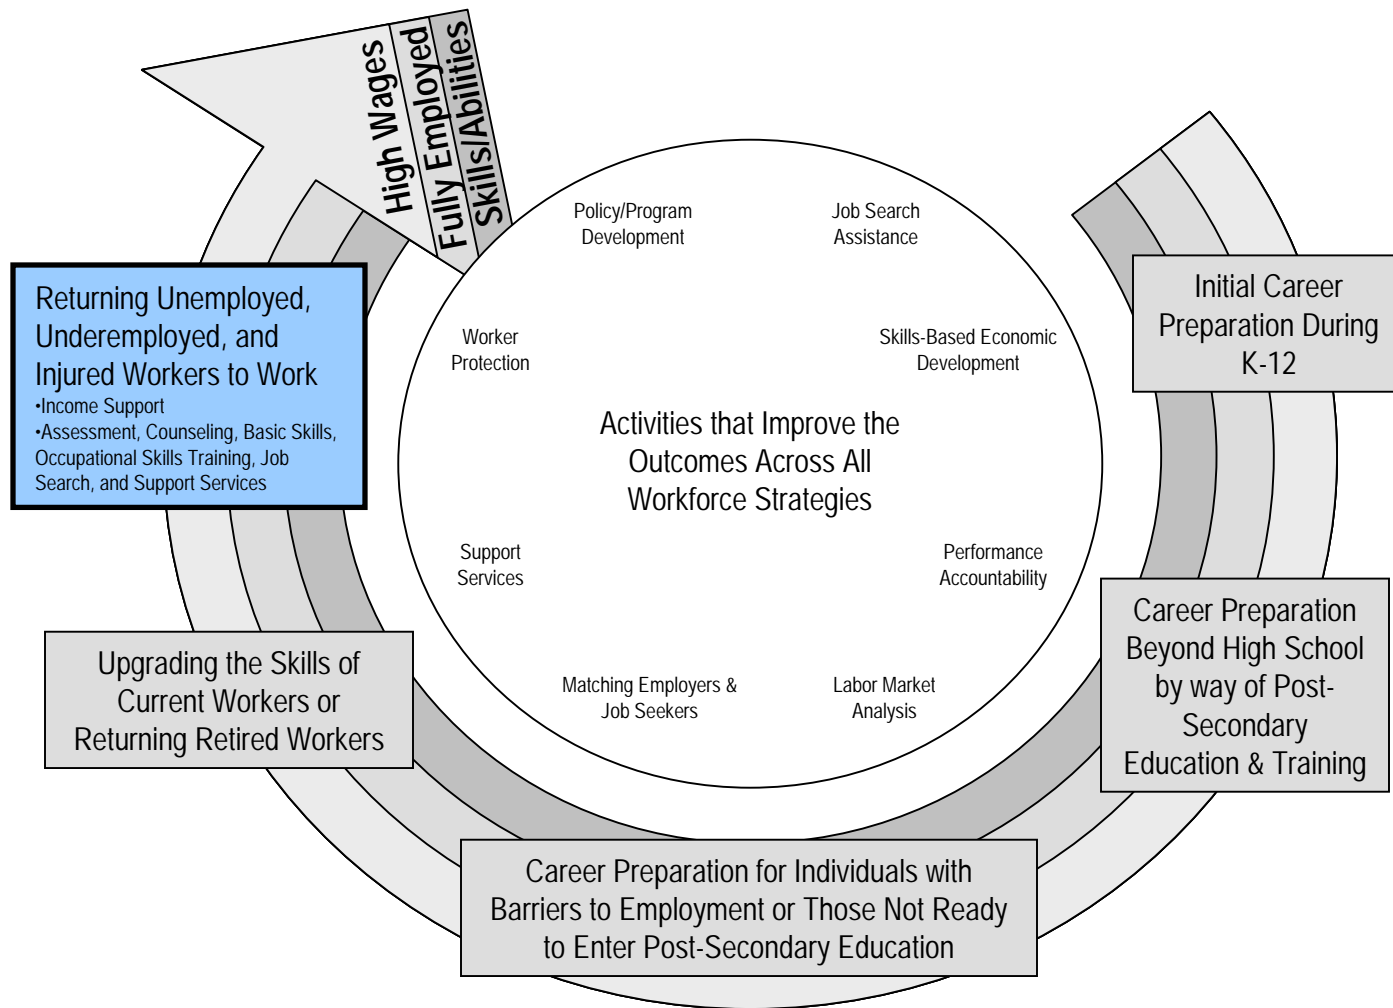 High Wages
Fully Employed
Skills/Abilities
Policy/Program
Development
Job Search
Assistance
Worker
Protection
Skills-Based Economic
Development
Activities that Improve the
Outcomes Across All
Workforce Strategies
Support
Services
Performance
Accountability
Matching Employers &
Job Seekers
Labor Market
Analysis
Initial Career
Preparation During
K-12
Career Preparation
Beyond High School
by way of Post-
Secondary
Education & Training
Career Preparation for Individuals with
Barriers to Employment or Those Not Ready
to Enter Post-Secondary Education
Upgrading the Skills of
Current Workers or
Returning Retired Workers
Returning Unemployed,
Underemployed, and
Injured Workers to Work
•Income Support
•Assessment, Counseling, Basic Skills,
Occupational Skills Training, Job
Search, and Support Services